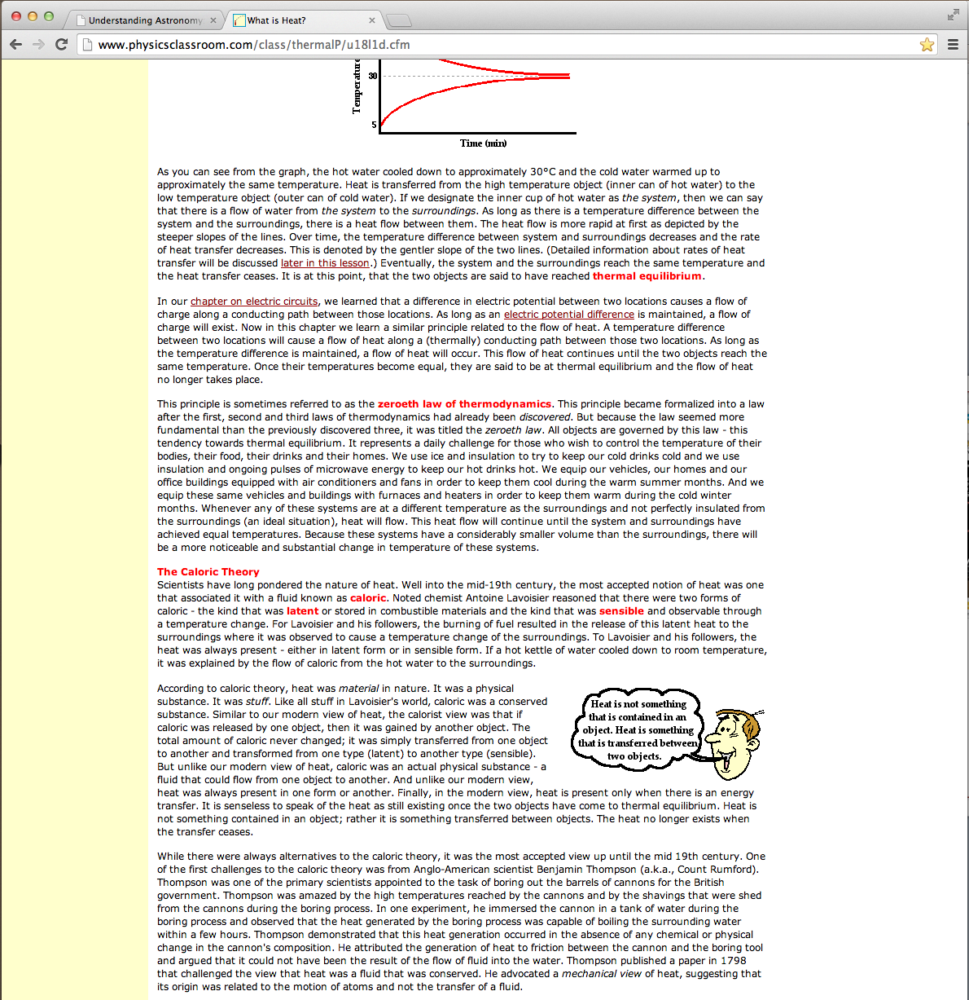 Understanding Astronomy
What is Heat?
www.physicsclassroom.com/class/thermalP/u18l1d.cfm
Temperature
30
5
Time (min)
As you can see from the graph, the hot water cooled down to approximately 30°C and the cold water warmed up to
approximately the same temperature. Heat is transferred from the high temperature object (inner can of hot water) to the
low temperature object (outer can of cold water). If we designate the inner cup of hot water as the system, then we can say
that there is a flow of water from the system to the surroundings. As long as there is a temperature difference between the
system and the surroundings, there is a heat flow between them. The heat flow is more rapid at first as depicted by the
steeper slopes of the lines. Over time, the temperature difference between system and surroundings decreases and the rate
of heat transfer decreases. This is denoted by the gentler slope of the two lines. (Detailed information about rates of heat
transfer will be discussed later in this lesson.) Eventually, the system and the surroundings reach the same temperature and
the heat transfer ceases. It is at this point, that the two objects are said to have reached thermal equilibrium.
In our chapter on electric circuits, we learned that a difference in electric potential between two locations causes a flow of
charge along a conducting path between those locations. As long as an electric potential difference is maintained, a flow of
charge will exist. Now in this chapter we learn a similar principle related to the flow of heat. A temperature difference
between two locations will cause a flow of heat along a (thermally) conducting path between those two locations. As long as
the temperature difference is maintained, a flow of heat will occur. This flow of heat continues until the two objects reach the
same temperature. Once their temperatures become equal, they are said to be at thermal equilibrium and the flow of heat
no longer takes place.
This principle is sometimes referred to as the zeroeth law of thermodynamics. This principle became formalized into a law
after the first, second and third laws of thermodynamics had already been discovered. But because the law seemed more
fundamental than the previously discovered three, it was titled the zeroeth law. All objects are governed by this law - this
tendency towards thermal equilibrium. It represents a daily challenge for those who wish to control the temperature of their
bodies, their food, their drinks and their homes. We use ice and insulation to try to keep our cold drinks cold and we use
insulation and ongoing pulses of microwave energy to keep our hot drinks hot. We equip our vehicles, our homes and our
office buildings equipped with air conditioners and fans in order to keep them cool during the warm summer months. And we
equip these same vehicles and buildings with furnaces and heaters in order to keep them warm during the cold winter
months. Whenever any of these systems are at a different temperature as the surroundings and not perfectly insulated from
the surroundings (an ideal situation), heat will flow. This heat flow will continue until the system and surroundings have
achieved equal temperatures. Because these systems have a considerably smaller volume than the surroundings, there will
be a more noticeable and substantial change in temperature of these systems.
The Caloric Theory
Scientists have long pondered the nature of heat. Well into the mid-19th century, the most accepted notion of heat was one
that associated it with a fluid known as caloric. Noted chemist Antoine Lavoisier reasoned that there were two forms of
caloric - the kind that was latent or stored in combustible materials and the kind that was sensible and observable through
a temperature change. For Lavoisier and his followers, the burning of fuel resulted in the release of this latent heat to the
surroundings where it was observed to cause a temperature change of the surroundings. To Lavoisier and his followers, the
heat was always present - either in latent form or in sensible form. If a hot kettle of water cooled down to room temperature,
it was explained by the flow of caloric from the hot water to the surroundings.
According to caloric theory, heat was material in nature. It was a physical
substance. It was stuff. Like all stuff in Lavoisier's world, caloric was a conserved
substance. Similar to our modern view of heat, the calorist view was that if
caloric was released by one object, then it was gained by another object. The
total amount of caloric never changed; it was simply transferred from one object
to another and transformed from one type (latent) to another type (sensible).
But unlike our modern view of heat, caloric was an actual physical substance - a
fluid that could flow from one object to another. And unlike our modern view,
heat was always present in one form or another. Finally, in the modern view, heat is present only when there is an energy
transfer. It is senseless to speak of the heat as still existing once the two objects have come to thermal equilibrium. Heat is
not something contained in an object; rather it is something transferred between objects. The heat no longer exists when
the transfer ceases.
Heat is not something
that is contained in an
object. Heat is something
that is transferred between
two objects.
While there were always alternatives to the caloric theory, it was the most accepted view up until the mid 19th century. One
of the first challenges to the caloric theory was from Anglo-American scientist Benjamin Thompson (a.k.a., Count Rumford).
Thompson was one of the primary scientists appointed to the task of boring out the barrels of cannons for the British
government. Thompson was amazed by the high temperatures reached by the cannons and by the shavings that were shed
from the cannons during the boring process. In one experiment, he immersed the cannon in a tank of water during the
boring process and observed that the heat generated by the boring process was capable of boiling the surrounding water
within a few hours. Thompson demonstrated that this heat generation occurred in the absence of any chemical or physical
change in the cannon's composition. He attributed the generation of heat to friction between the cannon and the boring tool
and argued that it could not have been the result of the flow of fluid into the water. Thompson published a paper in 1798
that challenged the view that heat was a fluid that was conserved. He advocated a mechanical view of heat, suggesting that
its origin was related to the motion of atoms and not the transfer of a fluid.